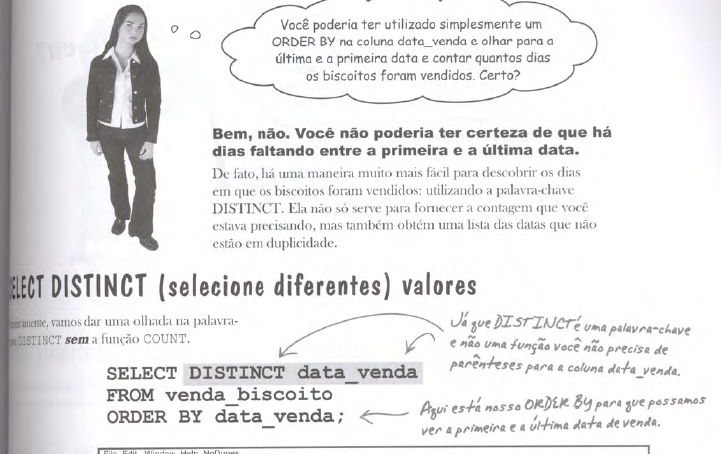 Você poderia ter utilizado simplesmente um
ORDER BY na coluna data_venda e olhar para a
última e a primeira data e contar quantos dias
os biscoitos foram vendidos. Certo?
Bem, não. Você não poderia ter certeza de que há
dias faltando entre a primeira e a última data.
De fato, há uma maneira muito mais fácil para descobrir os dias
em que os biscoitos foram vendidos: utilizando a palavra-chave
DISTINCT. Ela não só serve para fornecer a contagem que você
estava precisando, mas também obtém uma lista das datas que não
estão em duplicidade.
SELECT DISTINCT (selecione diferentes) valores
vamos dar uma olhada na palavra-
DISTINCT sem a função COUNT.
Já que DISTINCT é uma palavra-chave
e não uma função você não precisa de
parênteses para a coluna data_venda.
SELECT DISTINCT data_venda
FROM venda_biscoito
ORDER BY data_venda;
Aqui está nosso ORDER By para que possamos
ver a primeira e a última data de venda.
File Edit Window Help NoDupes